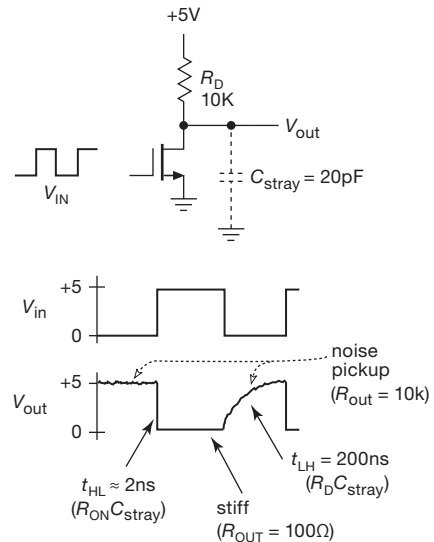 +5V
R_D
10K
V_out
C_stray = 20pF
V_IN
+5
V_in
0
noise
pickup
(R_out = 10k)
+5
V_out
0
t_HL ≈ 2ns
(R_ON C_stray)
stiff
(R_OUT = 100Ω)
t_LH = 200ns
(R_D C_stray)